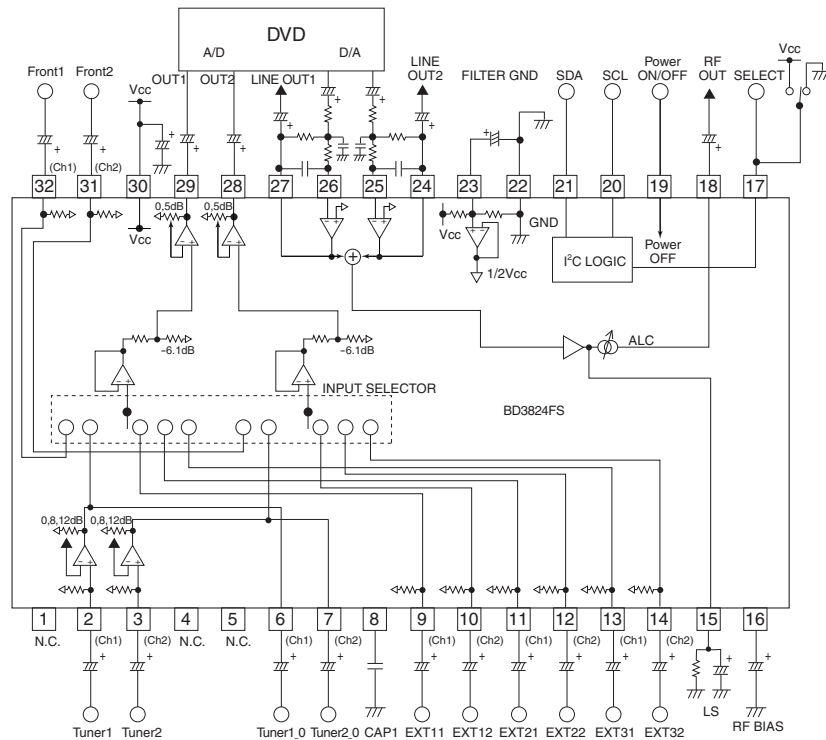 DVD
A/D D/A
Front1 Front2 OUT1 OUT2 LINE OUT1 LINE OUT2 FILTER GND SDA SCL Power ON/OFF RF OUT SELECT Vcc
Vcc
+ + + + + + + + + + +
(Ch1) (Ch2)
32 31 30 29 28 27 26 25 24 23 22 21 20 19 18 17
0,5dB 0,5dB
Vcc
Vcc GND
1/2Vcc
I²C LOGIC
Power OFF
+
ALC
−6.1dB −6.1dB
INPUT SELECTOR
BD3824FS
0,8,12dB 0,8,12dB
1 2 3 4 5 6 7 8 9 10 11 12 13 14 15 16
N.C. (Ch1) (Ch2) N.C. N.C. (Ch1) (Ch2) (Ch1) (Ch2) (Ch1) (Ch2) (Ch1) (Ch2)
+ + + + + + + + + + + +
LS
Tuner1 Tuner2 Tuner1_0 Tuner2_0 CAP1 EXT11 EXT12 EXT21 EXT22 EXT31 EXT32 RF BIAS